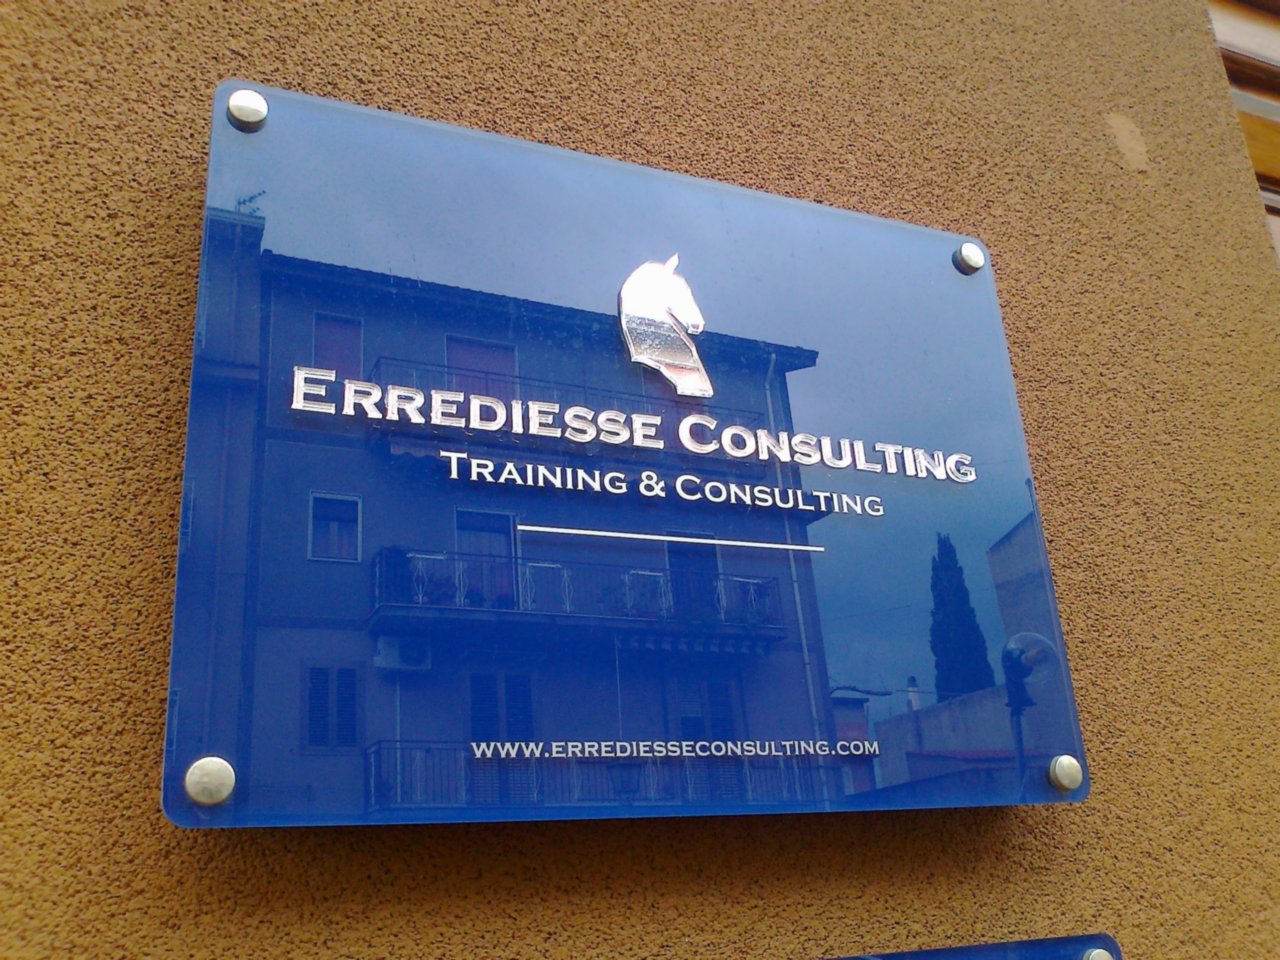 ERREDIESSE CONSULTING
TRAINING & CONSULTING
WWW.ERREDIESSECONSULTING.COM